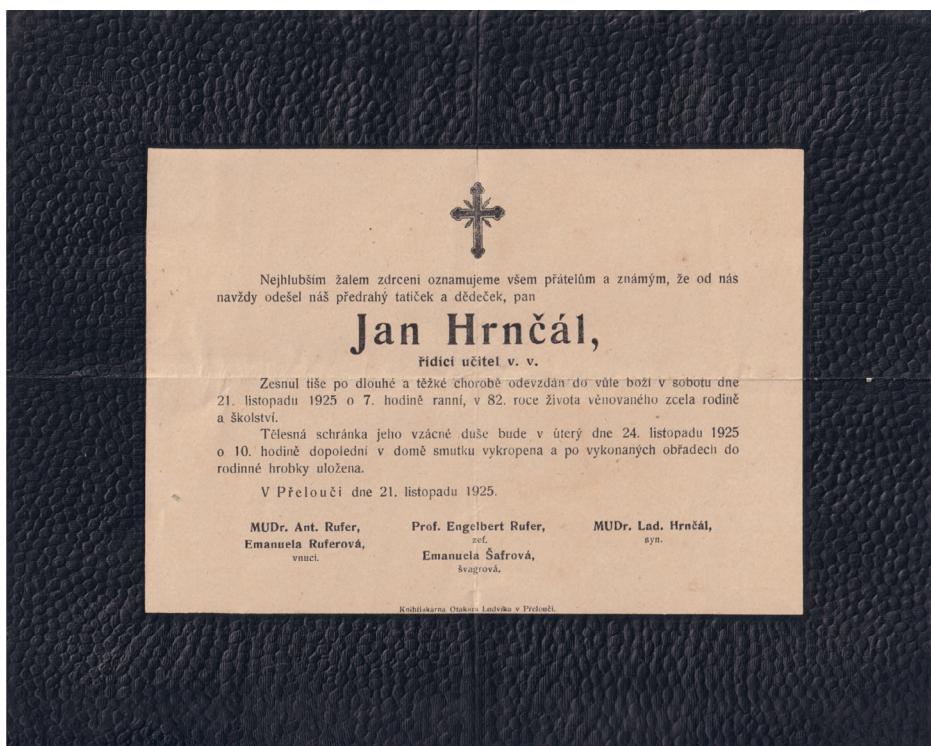 Nejhlubším žalem zdrceni oznamujeme všem přátelům a známým, že od nás
navždy odešel náš předrahý tatíček a dědeček, pan
Jan Hrnčál,
řídící učitel v. v.
Zesnul tiše po dlouhé a těžké chorobě odevzdán do vůle boží v sobotu dne
21. listopadu 1925 o 7. hodině ranní, v 82. roce života věnovaného zcela rodině
a školství.
Tělesná schránka jeho vzácné duše bude v úterý dne 24. listopadu 1925
o 10. hodině dopolední v domě smutku vykropena a po vykonaných obřadech do
rodinné hrobky uložena.
V Přelouči dne 21. listopadu 1925.
MUDr. Ant. Rufer,
Emanuela Ruferová,
vnuci.
Prof. Engelbert Rufer,
zeť.
Emanuela Šafrová,
švagrová.
MUDr. Lad. Hrnčál,
syn.
Knihtiskárna Otakara Ludvíka v Přelouči.